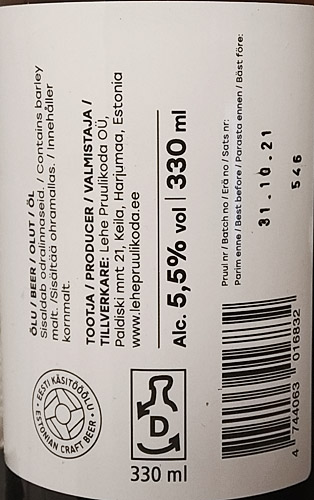 ÕLU / BEER / OLUT / ÖL
Sisaldab odralinnaseid. / Contains barley
malt. /Sisältää ohramallas. / Innehåller
kornmalt.
TOOTJA / PRODUCER / VALMISTAJA /
TILLVERKARE: Lehe Pruulikoda OÜ,
Paldiski mnt 21, Keila, Harjumaa, Estonia
www.lehepruulikoda.ee
Alc. 5,5% vol | 330 ml
Pruul nr / Batch no / Erä no / Sats nr:
Parim enne / Best before / Parasta ennen / Bäst före:
31.10.21
546
EESTI KÄSITÖÖÕLU
ESTONIAN CRAFT BEER
D
330 ml
4 744063 016832